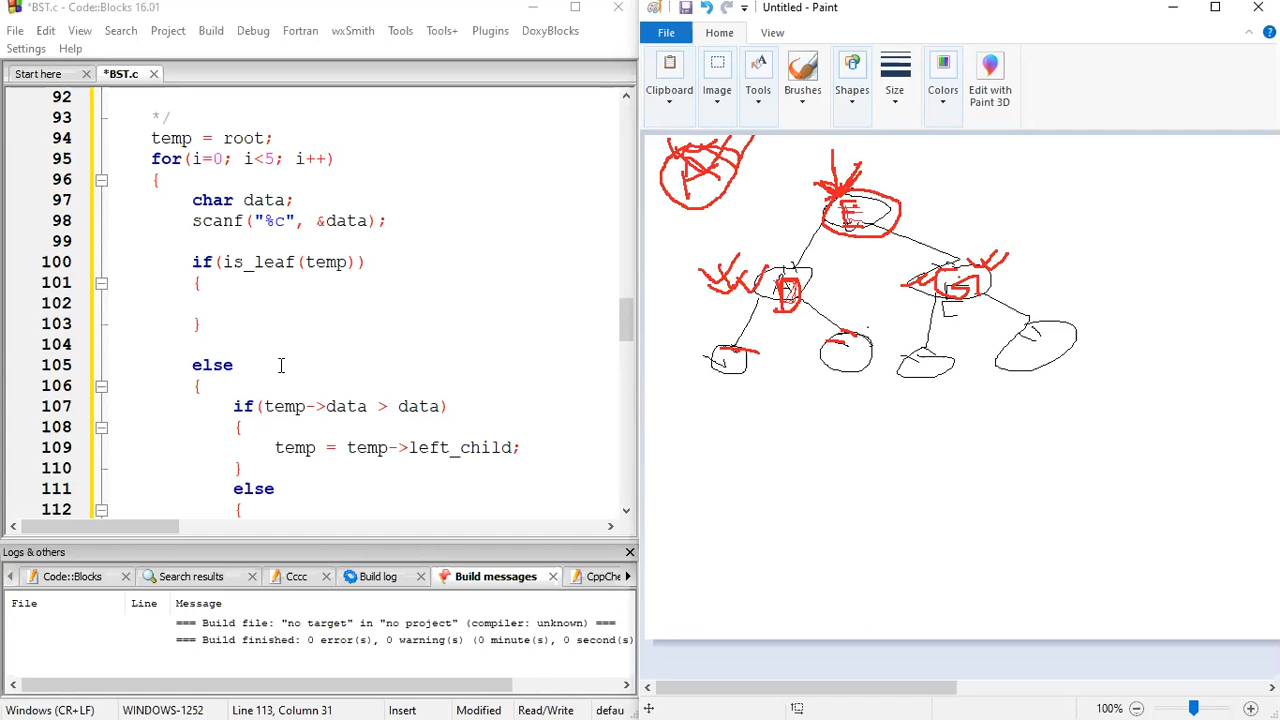 *BST.c - Code::Blocks 16.01
File Edit View Search Project Build Debug Fortran wxSmith Tools Tools+ Plugins DoxyBlocks
Settings Help
Start here
*BST.c
92
93 */
94 temp = root;
95 for(i=0; i<5; i++)
96 {
97 char data;
98 scanf("%c", &data);
99
100 if(is_leaf(temp))
101 {
102
103 }
104
105 else
106 {
107 if(temp->data > data)
108 {
109 temp = temp->left_child;
110 }
111 else
112 {
Logs & others
Code::Blocks
Search results
Cccc
Build log
Build messages
CppChe
File Line Message
=== Build file: "no target" in "no project" (compiler: unknown) ===
=== Build finished: 0 error(s), 0 warning(s) (0 minute(s), 0 second(s)
Windows (CR+LF) WINDOWS-1252 Line 113, Column 31 Insert Modified Read/Write defau
Untitled - Paint
File Home View
Clipboard
Image
Tools
Brushes
Shapes
Size
Colors
Edit with
Paint 3D
A
E
D
G
100%